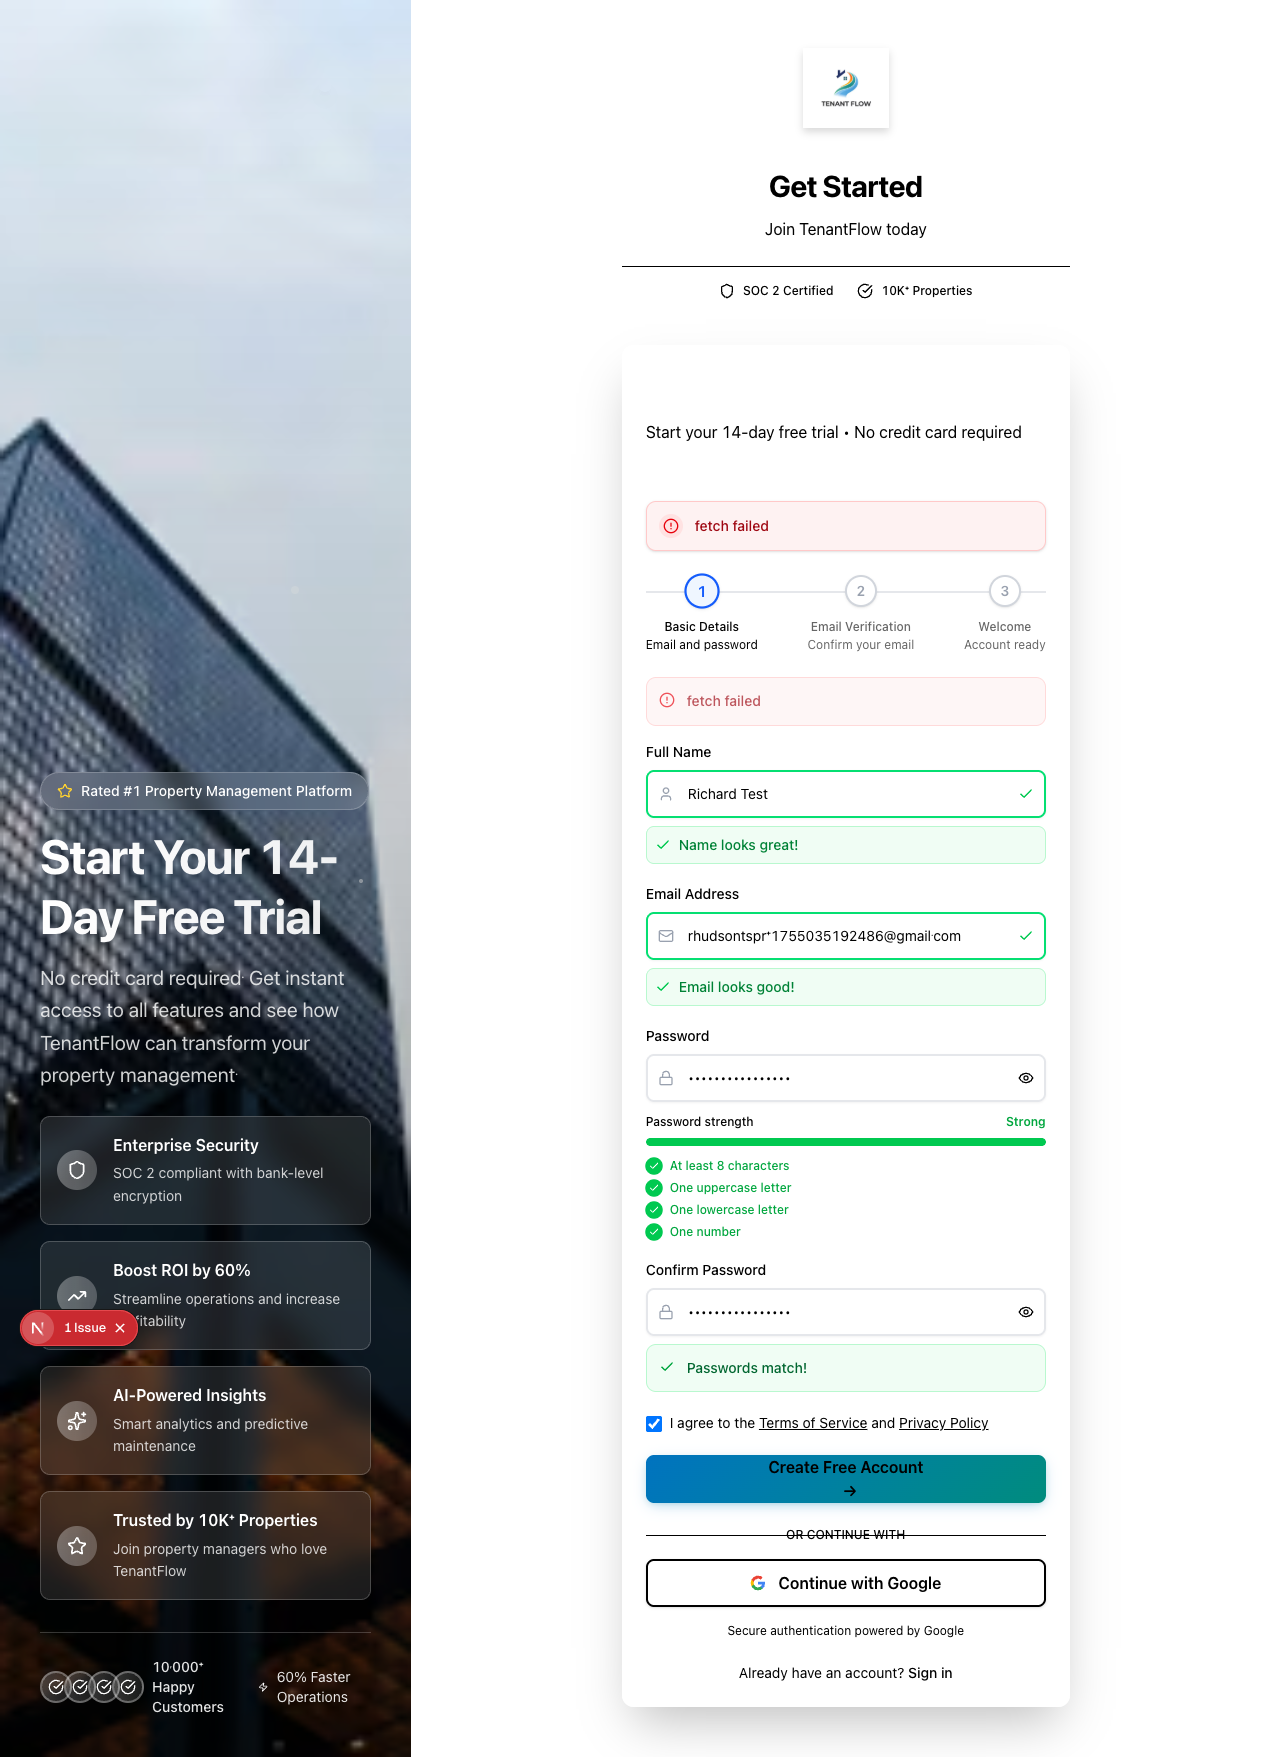 Rated #1 Property Management Platform
Start Your 14-
Day Free Trial
No credit card required· Get instant
access to all features and see how
TenantFlow can transform your
property management·
Enterprise Security
SOC 2 compliant with bank-level
encryption
Boost ROI by 60%
Streamline operations and increase
fitability
1 Issue
AI-Powered Insights
Smart analytics and predictive
maintenance
Trusted by 10K⁺ Properties
Join property managers who love
TenantFlow
10·000⁺
Happy
Customers
60% Faster
Operations
TENANT FLOW
Get Started
Join TenantFlow today
SOC 2 Certified
10K⁺ Properties
Start your 14-day free trial • No credit card required
fetch failed
1
2
3
Basic Details
Email and password
Email Verification
Confirm your email
Welcome
Account ready
fetch failed
Full Name
Richard Test
Name looks great!
Email Address
rhudsontspr⁺1755035192486@gmail·com
Email looks good!
Password
••••••••••••••••
Password strength
Strong
At least 8 characters
One uppercase letter
One lowercase letter
One number
Confirm Password
••••••••••••••••
Passwords match!
I agree to the Terms of Service and Privacy Policy
Create Free Account
→
OR CONTINUE WITH
Continue with Google
Secure authentication powered by Google
Already have an account? Sign in